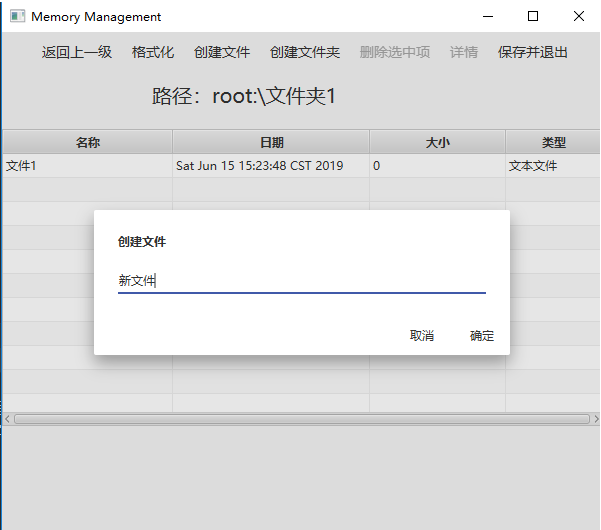 Memory Management
返回上一级 格式化 创建文件 创建文件夹 删除选中项 详情 保存并退出
路径：root:\文件夹1
名称 日期 大小 类型
文件1 Sat Jun 15 15:23:48 CST 2019 0 文本文件
创建文件
新文件
取消 确定